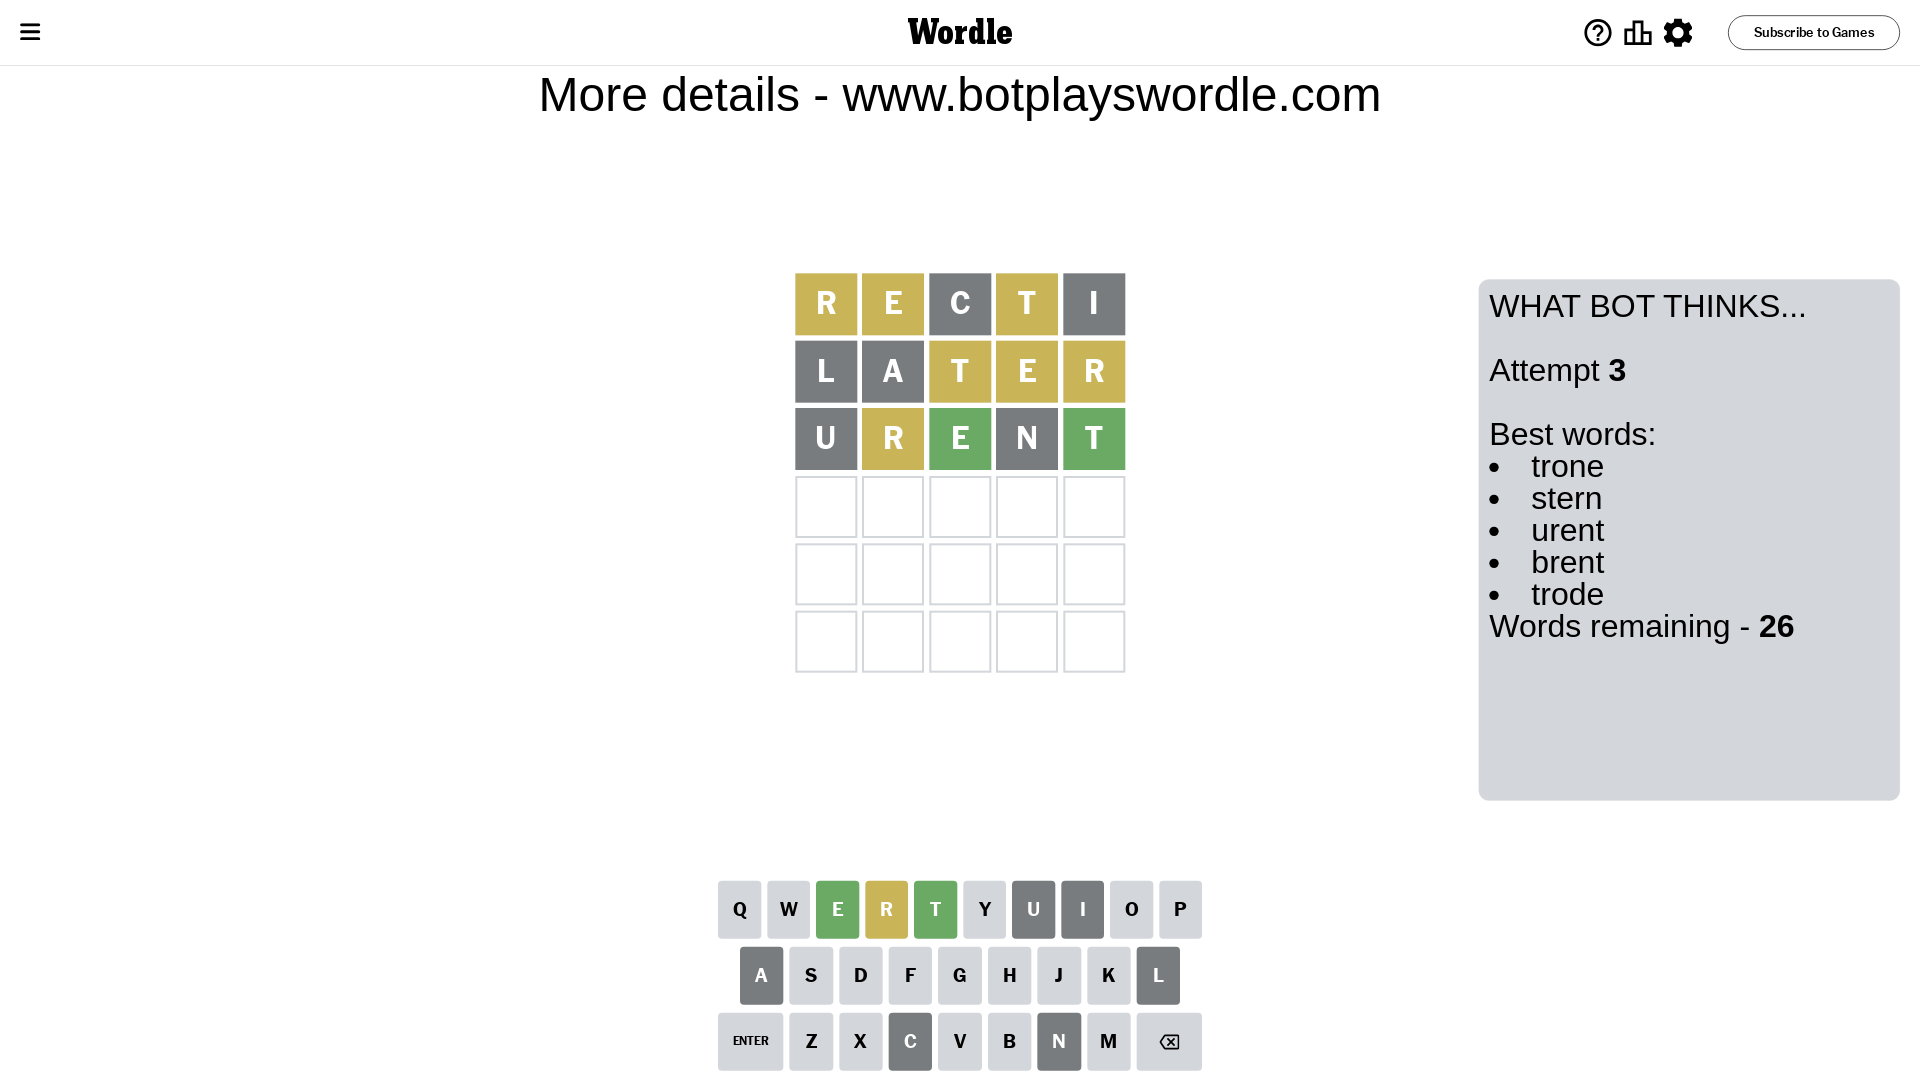 Wordle
Subscribe to Games
More details - www.botplayswordle.com
R E C T I
L A T E R
U R E N T
WHAT BOT THINKS...
Attempt 3
Best words:
• trone
• stern
• urent
• brent
• trode
Words remaining - 26
Q W E R T Y U I O P
A S D F G H J K L
ENTER Z X C V B N M